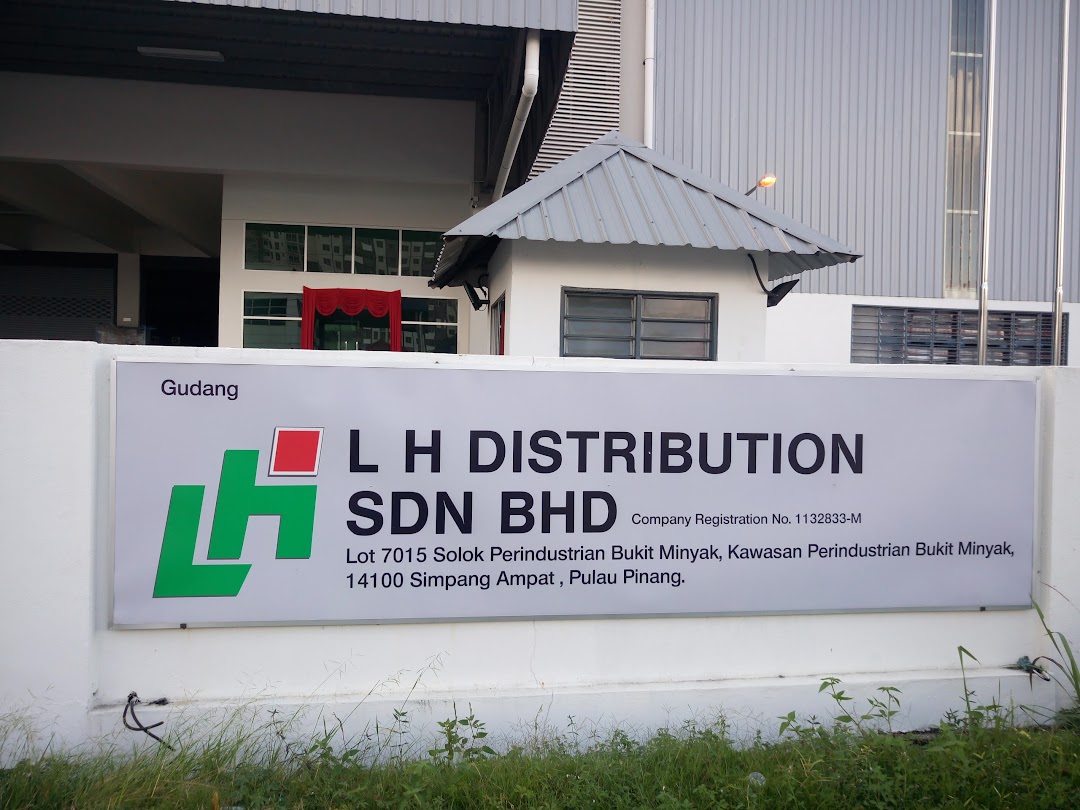 Gudang
LH
L H DISTRIBUTION
SDN BHD Company Registration No. 1132833-M
Lot 7015 Solok Perindustrian Bukit Minyak, Kawasan Perindustrian Bukit Minyak,
14100 Simpang Ampat , Pulau Pinang.